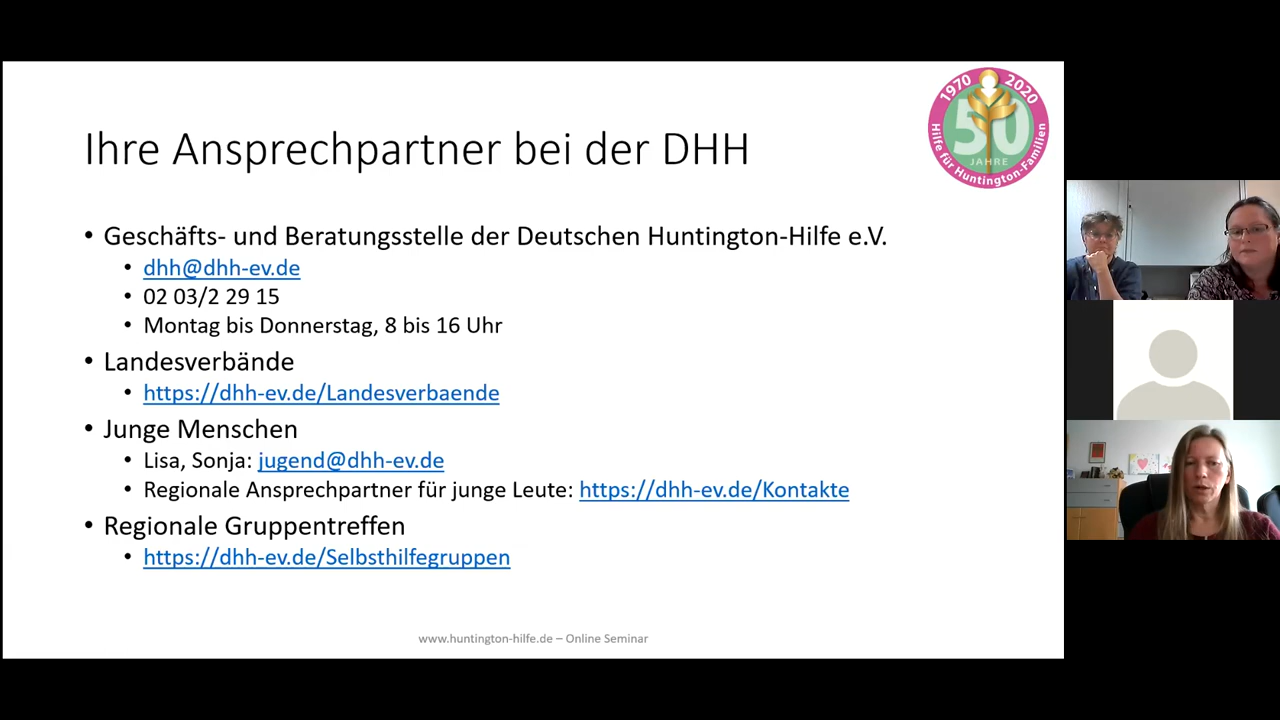 Ihre Ansprechpartner bei der DHH
1970 2020
50
JAHRE
Hilfe für Huntington-Familien
• Geschäfts- und Beratungsstelle der Deutschen Huntington-Hilfe e.V.
• dhh@dhh-ev.de
• 02 03/2 29 15
• Montag bis Donnerstag, 8 bis 16 Uhr
• Landesverbände
• https://dhh-ev.de/Landesverbaende
• Junge Menschen
• Lisa, Sonja: jugend@dhh-ev.de
• Regionale Ansprechpartner für junge Leute: https://dhh-ev.de/Kontakte
• Regionale Gruppentreffen
• https://dhh-ev.de/Selbsthilfegruppen
www.huntington-hilfe.de – Online Seminar